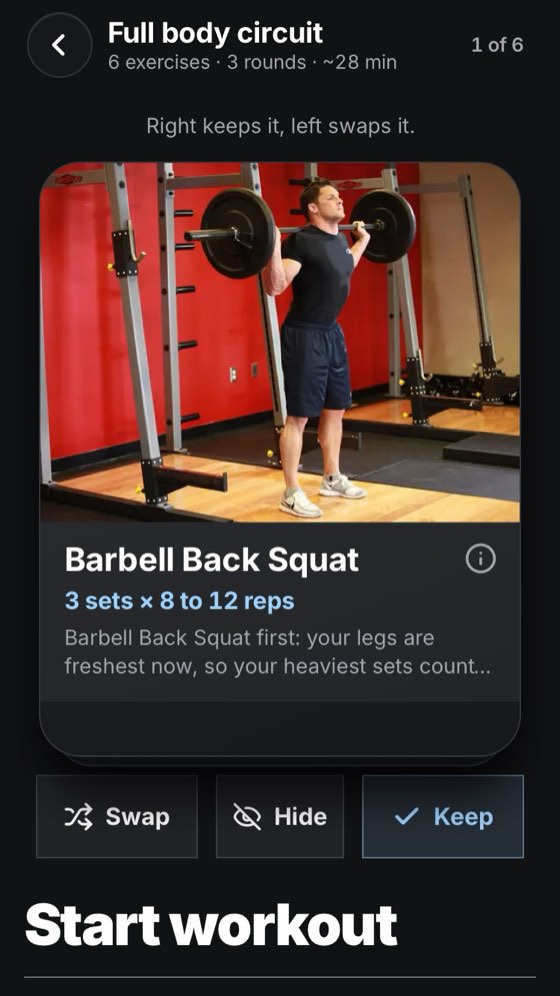 Full body circuit
6 exercises · 3 rounds · ~28 min
1 of 6
Right keeps it, left swaps it.
Barbell Back Squat
3 sets × 8 to 12 reps
Barbell Back Squat first: your legs are
freshest now, so your heaviest sets count...
Swap
Hide
Keep
Start workout